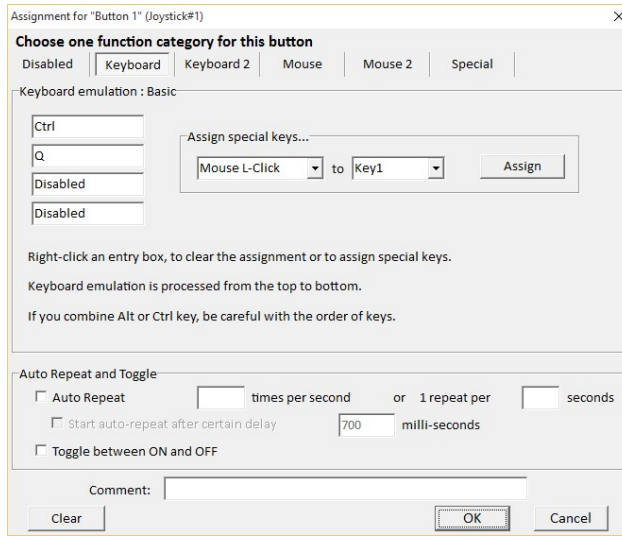 Assignment for "Button 1" (Joystick#1)
Choose one function category for this button
Disabled Keyboard Keyboard 2 Mouse Mouse 2 Special
Keyboard emulation : Basic
Ctrl
Q
Disabled
Disabled
Assign special keys...
Mouse L-Click to Key1 Assign
Right-click an entry box, to clear the assignment or to assign special keys.
Keyboard emulation is processed from the top to bottom.
If you combine Alt or Ctrl key, be careful with the order of keys.
Auto Repeat and Toggle
Auto Repeat times per second or 1 repeat per seconds
Start auto-repeat after certain delay 700 milli-seconds
Toggle between ON and OFF
Comment:
Clear OK Cancel